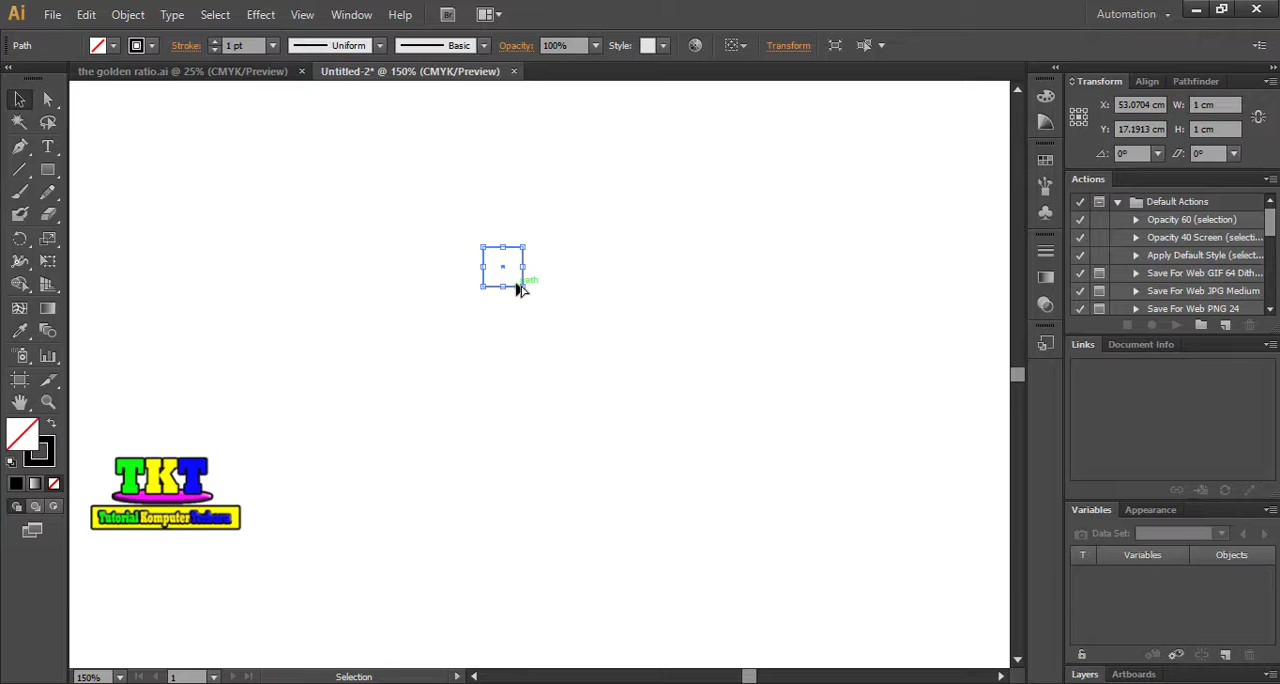 Ai File Edit Object Type Select Effect View Window Help Br Automation
Path Stroke: 1 pt Uniform Basic Opacity: 100% Style: Transform
the golden ratio.ai @ 25% (CMYK/Preview) × Untitled-2* @ 150% (CMYK/Preview) ×
Transform Align Pathfinder
X: 53.0704 cm W: 1 cm
Y: 17.1913 cm H: 1 cm
0° 0°
Actions
Default Actions
Opacity 60 (selection)
Opacity 40 Screen (selecti...
Apply Default Style (select...
Save For Web GIF 64 Dith...
Save For Web JPG Medium
Save For Web PNG 24
path
Links Document Info
TKT
Tutorial Komputer Terbaru
Variables Appearance
Data Set:
T Variables Objects
Layers Artboards
150% 1 Selection